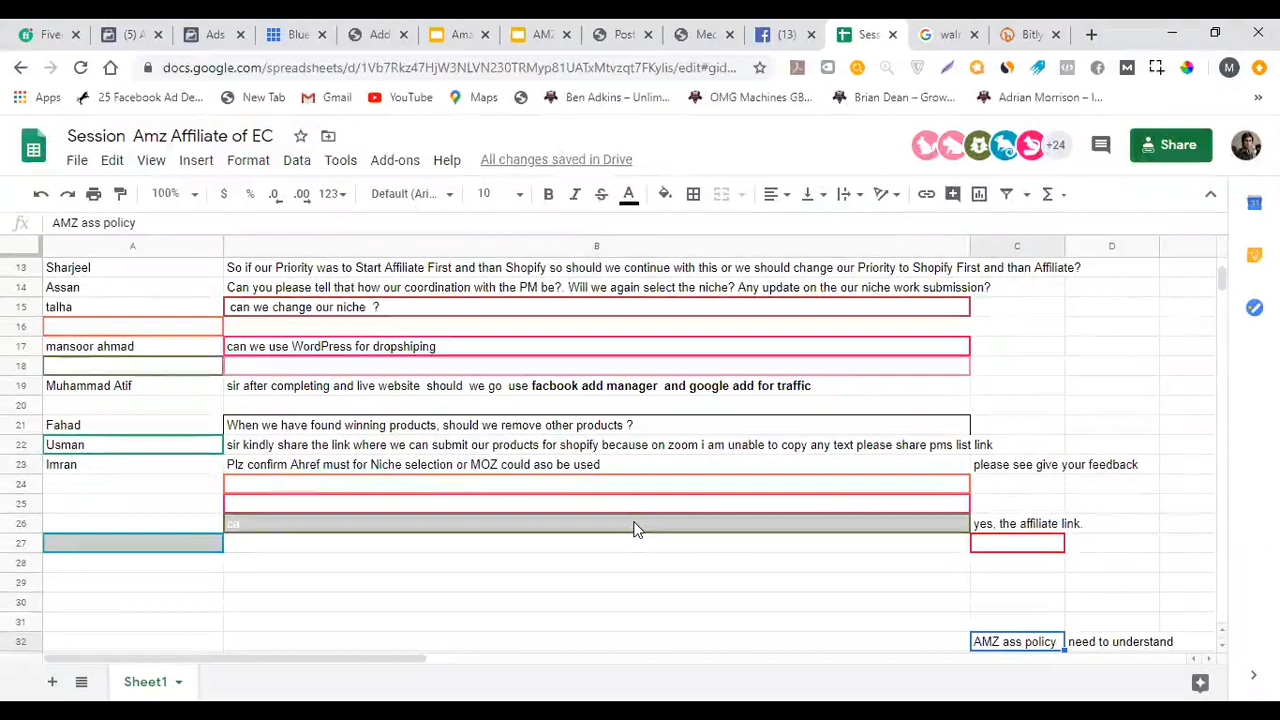 Five
(5) A
Ads
Blue
Add
Ama
AMZ
Post
Mec
(13)
Sess
walr
Bitly
docs.google.com/spreadsheets/d/1Vb7Rkz47HjW3NLVN230TRMyp81UATxMtvzqt7FKylis/edit#gid...
Apps
25 Facebook Ad De...
New Tab
Gmail
YouTube
Maps
Ben Adkins – Unlim...
OMG Machines GB...
Brian Dean – Grow...
Adrian Morrison – I...
Session Amz Affiliate of EC
+24
Share
File Edit View Insert Format Data Tools Add-ons Help All changes saved in Drive
100% $ % .0 .00 123 Default (Ari... 10 B I S A
fx AMZ ass policy
A B C D
13 Sharjeel So if our Priority was to Start Affiliate First and than Shopify so should we continue with this or we should change our Priority to Shopify First and than Affiliate?
14 Assan Can you please tell that how our coordination with the PM be?. Will we again select the niche? Any update on the our niche work submission?
15 talha can we change our niche ?
16
17 mansoor ahmad can we use WordPress for dropshiping
18
19 Muhammad Atif sir after completing and live website should we go use facbook add manager and google add for traffic
20
21 Fahad When we have found winning products, should we remove other products ?
22 Usman sir kindly share the link where we can submit our products for shopify because on zoom i am unable to copy any text please share pms list link
23 Imran Plz confirm Ahref must for Niche selection or MOZ could aso be used please see give your feedback
24
25
26 ca yes, the affiliate link.
27
28
29
30
31
32 AMZ ass policy need to understand
Sheet1